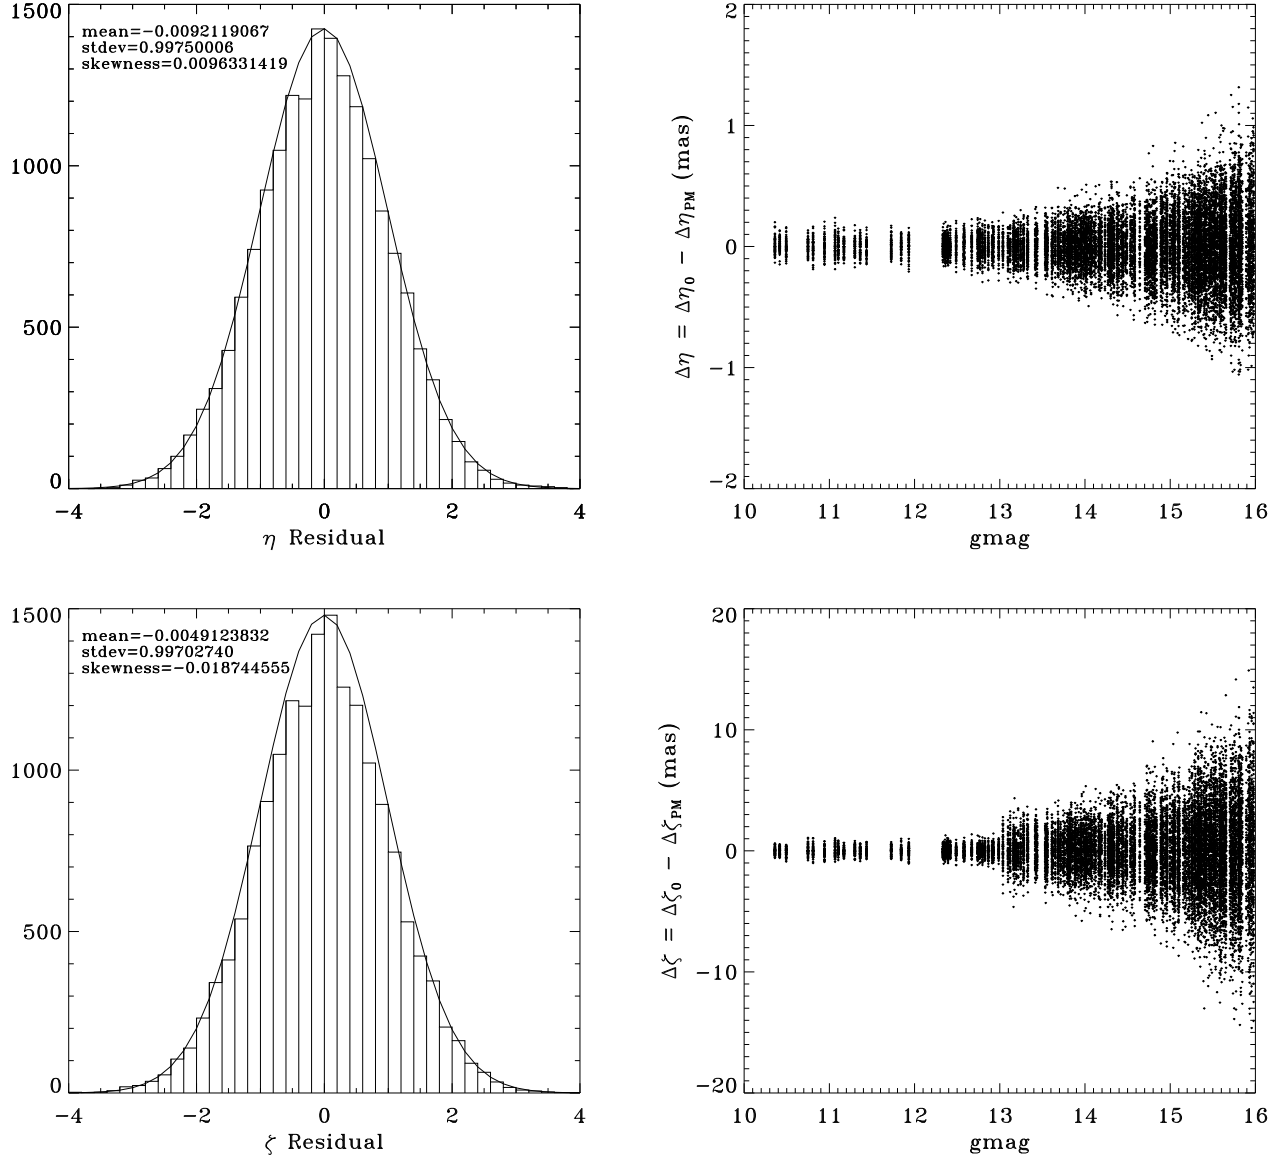 1500
1000
500
0
mean=−0.0092119067
stdev=0.99750006
skewness=0.0096331419
−4 −2 0 2 4
η Residual
2
1
0
−1
−2
Δη = Δη₀ − Δη_PM (mas)
10 11 12 13 14 15 16
gmag
1500
1000
500
0
mean=−0.0049123832
stdev=0.99702740
skewness=−0.018744555
−4 −2 0 2 4
ζ Residual
20
10
0
−10
−20
Δζ = Δζ₀ − Δζ_PM (mas)
10 11 12 13 14 15 16
gmag